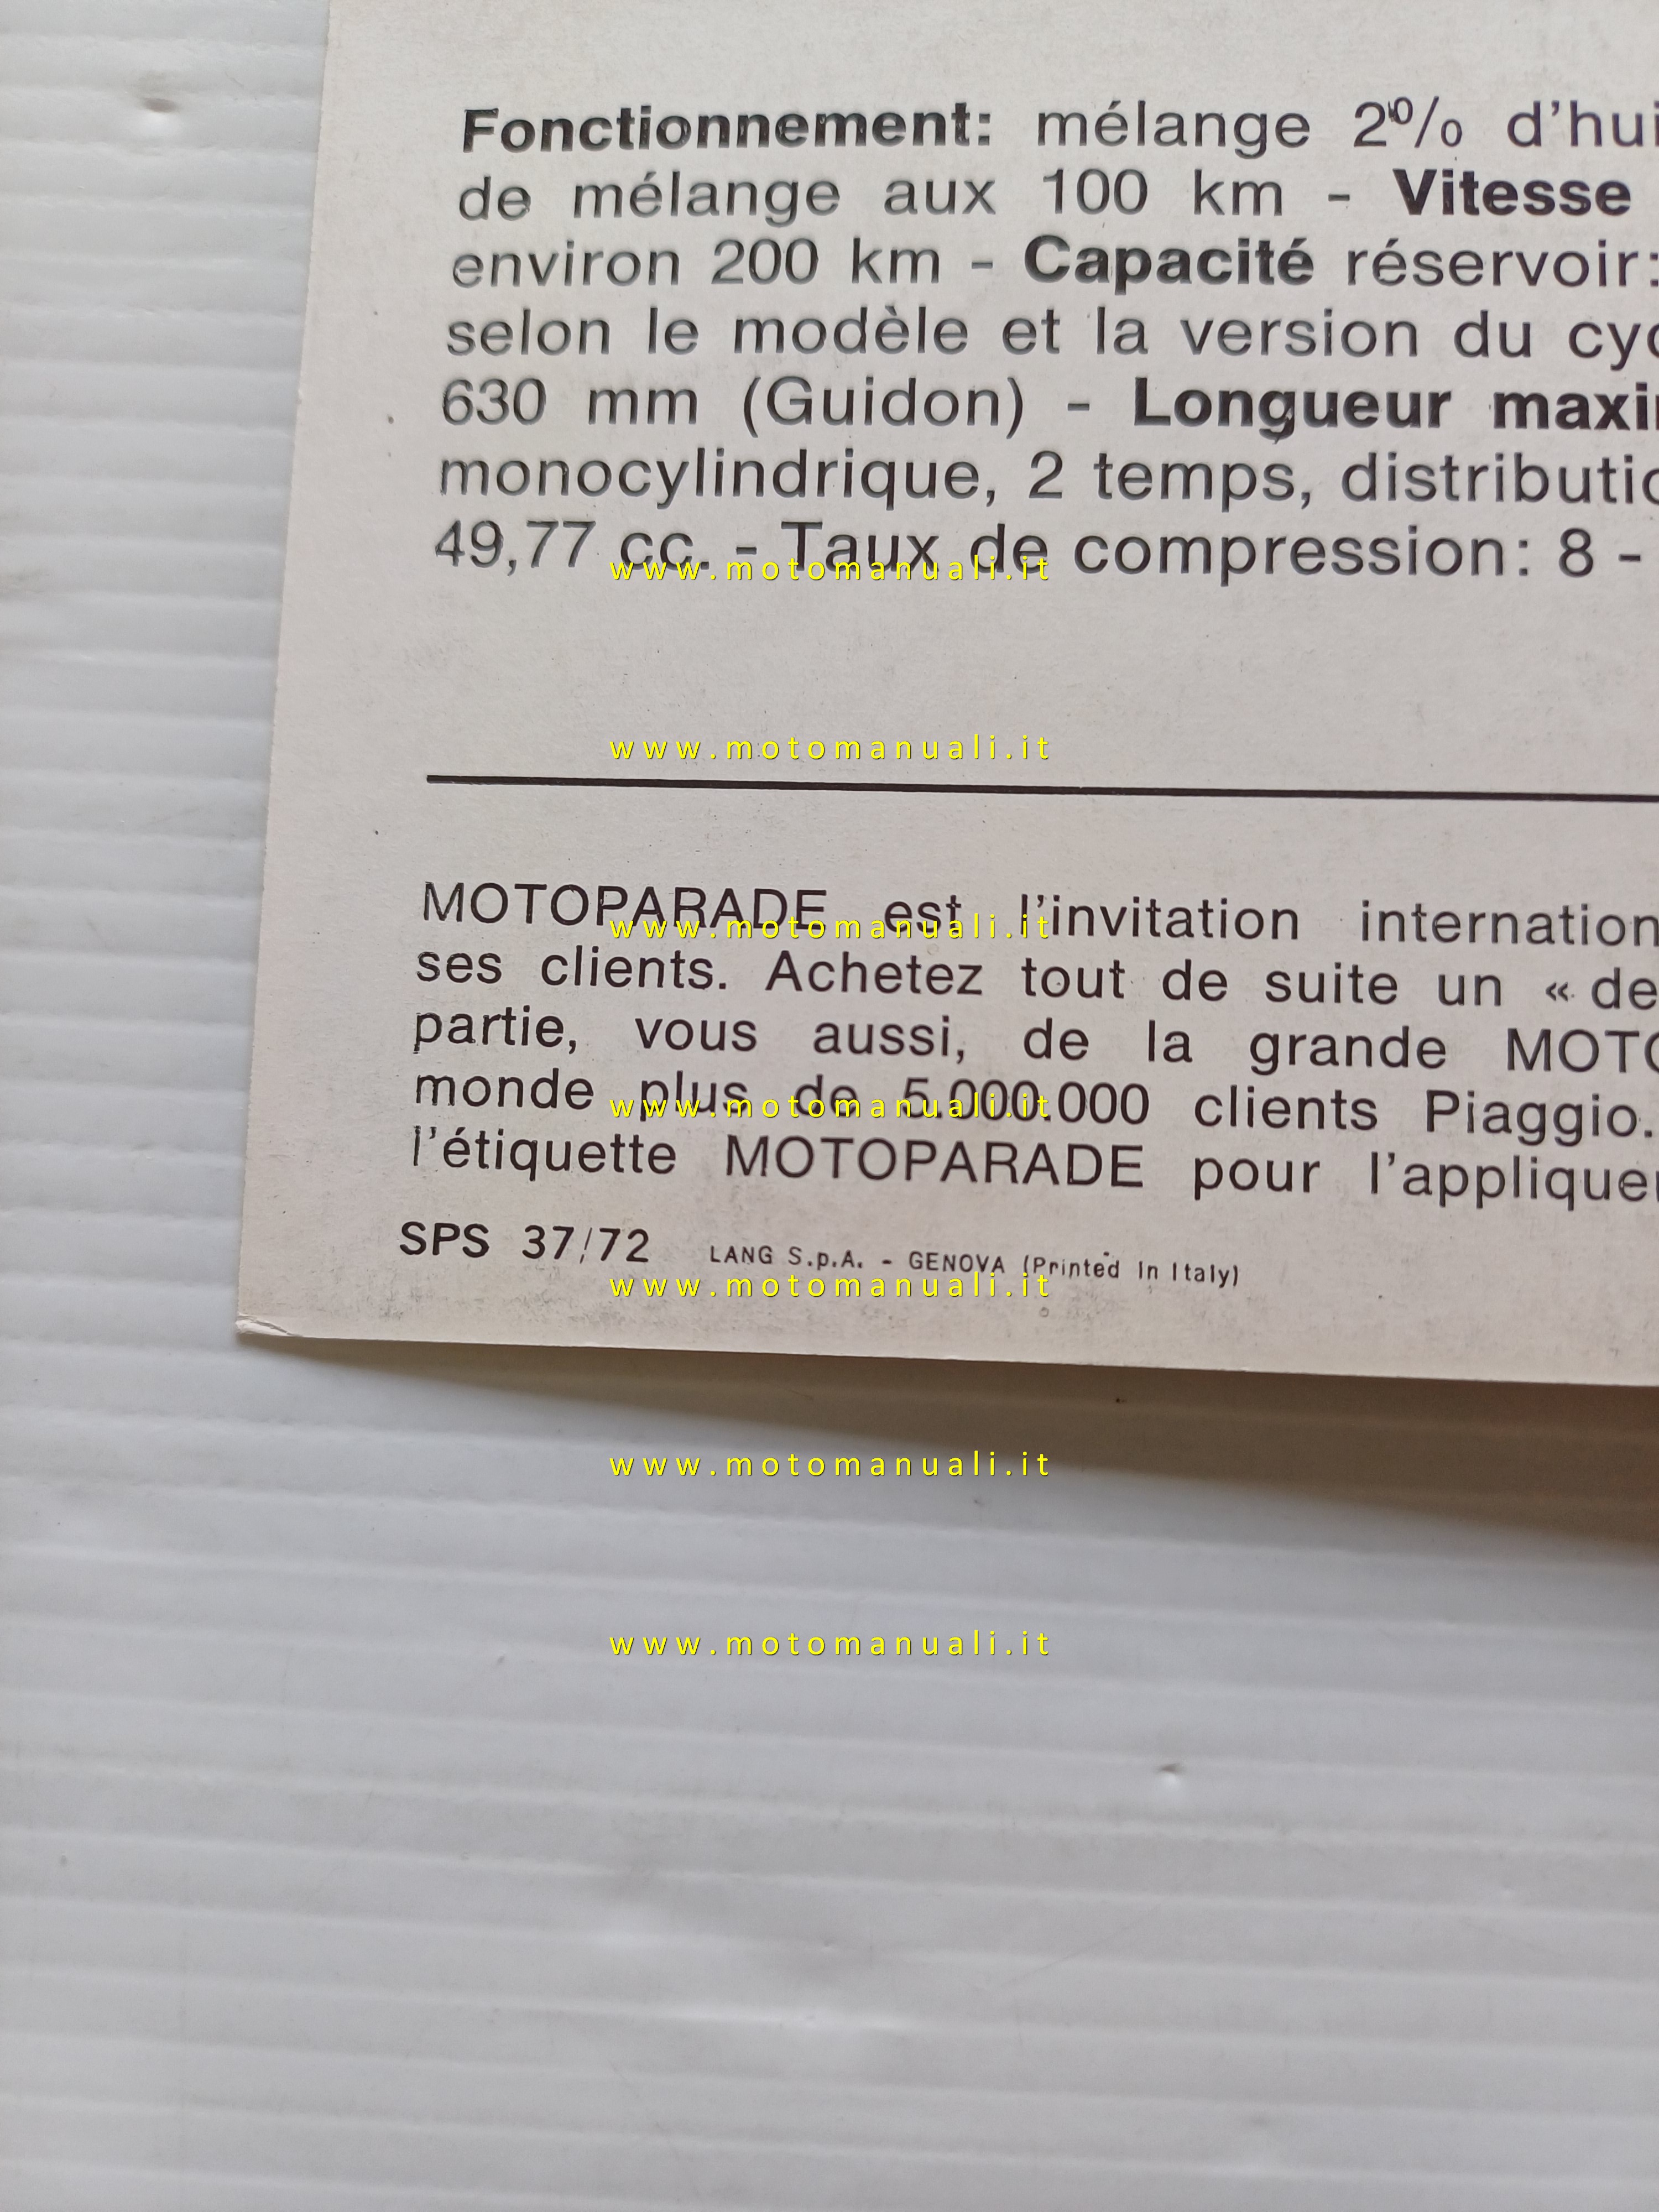 Fonctionnement: mélange 2% d'hui
de mélange aux 100 km - Vitesse
environ 200 km - Capacité réservoir:
selon le modèle et la version du cyc
630 mm (Guidon) - Longueur maxi
monocylindrique, 2 temps, distributio
49,77 cc. - Taux de compression: 8 -
www.motomanuali.it
www.motomanuali.it
MOTOPARADE est l'invitation internation
www.motomanuali.it
ses clients. Achetez tout de suite un « de
partie, vous aussi, de la grande MOTO
monde plus de 5.000.000 clients Piaggio.
www.motomanuali.it
l'étiquette MOTOPARADE pour l'applique
SPS 37/72 LANG S.p.A. - GENOVA (Printed in Italy)
www.motomanuali.it
www.motomanuali.it
www.motomanuali.it